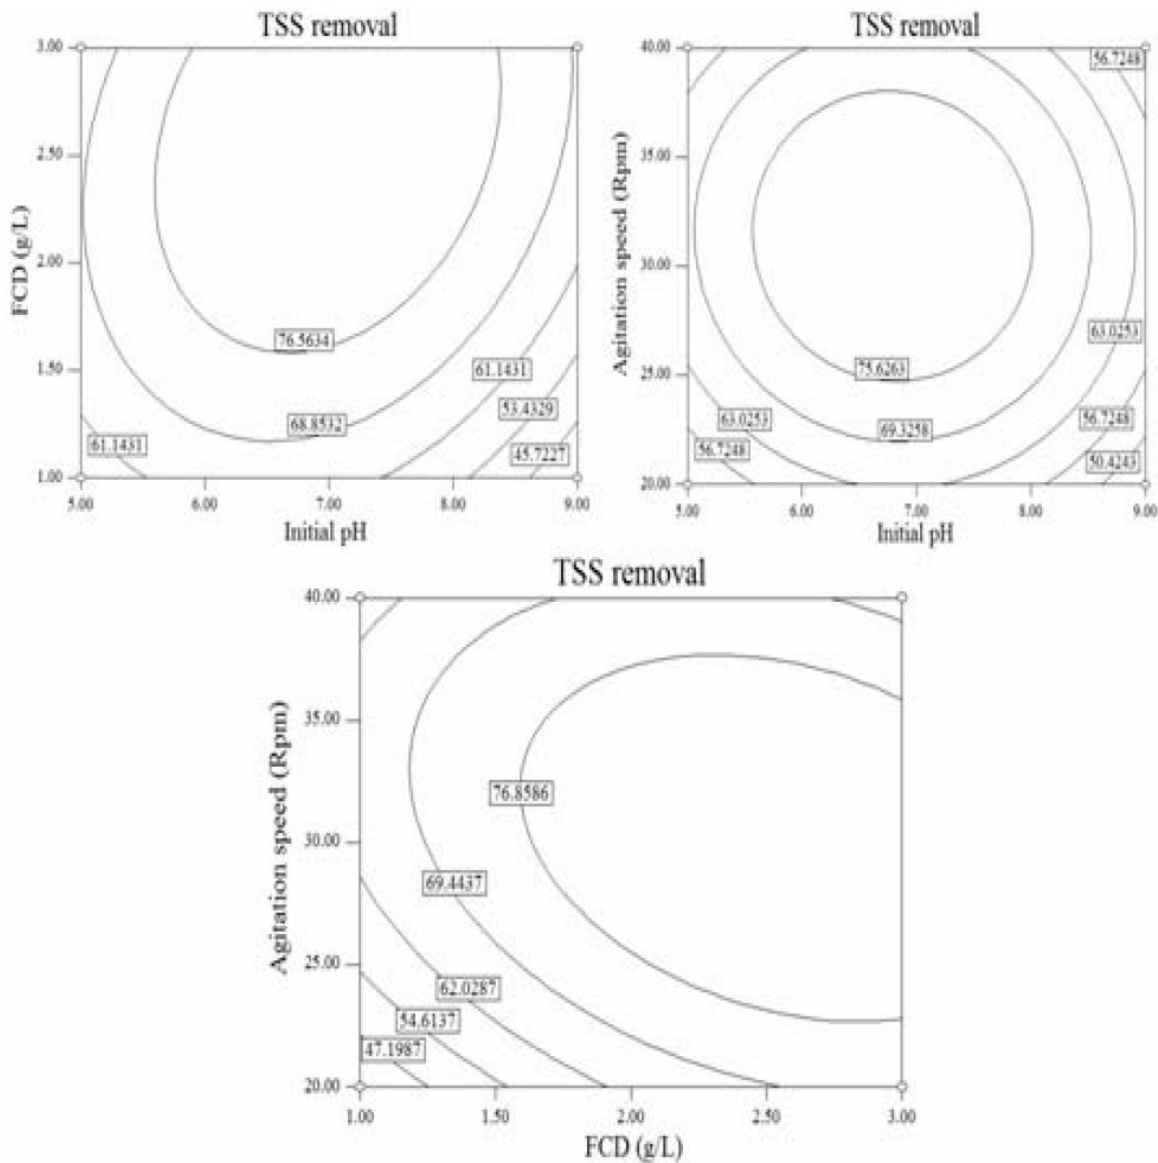 TSS removal
3.00
2.50
FCD (g/L)
2.00
1.50
1.00
76.5634
68.8532
61.1431
61.1431
53.4329
45.7227
5.00 6.00 7.00 8.00 9.00
Initial pH
TSS removal
40.00
35.00
Agitation speed (Rpm)
30.00
25.00
20.00
56.7248
63.0253
75.6263
69.3258
63.0253
56.7248
56.7248
50.4243
5.00 6.00 7.00 8.00 9.00
Initial pH
TSS removal
40.00
35.00
Agitation speed (Rpm)
30.00
25.00
20.00
76.8586
69.4437
62.0287
54.6137
47.1987
1.00 1.50 2.00 2.50 3.00
FCD (g/L)